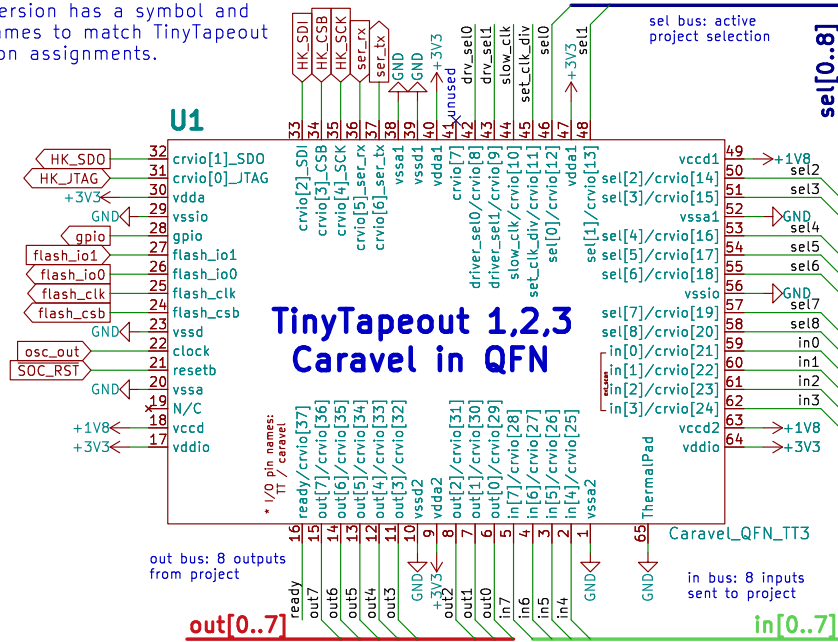 ersion has a symbol and
ames to match TinyTapeout
on assignments.
HK_SDI
HK_CSB
HK_SCK
ser_rx
ser_tx
GND
GND
+3V3
unused
drv_sel0
drv_sel1
slow_clk
set_clk_div
sel0
+3V3
sel1
sel bus: active
project selection
sel[0..8]
U1
33
34
35
36
37
38
39
40
41
42
43
44
45
46
47
48
crvio[2]_SDI
crvio[3]_CSB
crvio[4]_SCK
crvio[5]_ser_rx
crvio[6]_ser_tx
vssa1
vssd1
vdda1
crvio[7]
driver_sel0/crvio[8]
driver_sel1/crvio[9]
slow_clk/crvio[10]
set_clk_div/crvio[11]
sel[0]/crvio[12]
vdda1
sel[1]/crvio[13]
HK_SDO 32 crvio[1]_SDO
HK_JTAG 31 crvio[0]_JTAG
+3V3 30 vdda
GND 29 vssio
gpio 28 gpio
flash_io1 27 flash_io1
flash_io0 26 flash_io0
flash_clk 25 flash_clk
flash_csb 24 flash_csb
GND 23 vssd
osc_out 22 clock
SOC_RST 21 resetb
GND 20 vssa
19 N/C
+1V8 18 vccd
+3V3 17 vddio
vccd1 49 +1V8
sel[2]/crvio[14] 50 sel2
sel[3]/crvio[15] 51 sel3
vssa1 52 GND
sel[4]/crvio[16] 53 sel4
sel[5]/crvio[17] 54 sel5
sel[6]/crvio[18] 55 sel6
vssio 56 GND
sel[7]/crvio[19] 57 sel7
sel[8]/crvio[20] 58 sel8
in[0]/crvio[21] 59 in0
in[1]/crvio[22] 60 in1
in[2]/crvio[23] 61 in2
in[3]/crvio[24] 62 in3
vccd2 63 +1V8
vddio 64 +3V3
TinyTapeout 1,2,3
Caravel in QFN
* I/O pin names:
TT / caravel
ready/crvio[37]
out[7]/crvio[36]
out[6]/crvio[35]
out[5]/crvio[34]
out[4]/crvio[33]
out[3]/crvio[32]
vssd2
vdda2
out[2]/crvio[31]
out[1]/crvio[30]
out[0]/crvio[29]
in[7]/crvio[28]
in[6]/crvio[27]
in[5]/crvio[26]
in[4]/crvio[25]
vssa2
ThermalPad
16
15
14
13
12
11
10
9
8
7
6
5
4
3
2
1
65
Caravel_QFN_TT3
out bus: 8 outputs
from project
ready
out7
out6
out5
out4
out3
GND
+3V3
out2
out1
out0
in7
in6
in5
in4
GND
GND
in bus: 8 inputs
sent to project
out[0..7]
in[0..7]